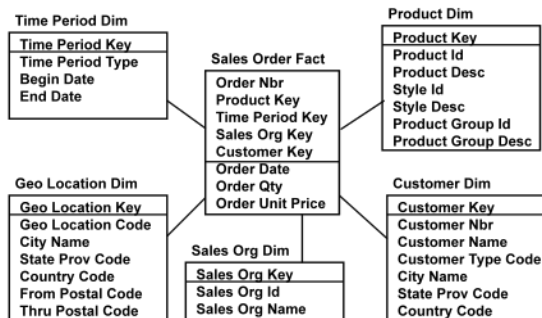 Time Period Dim
Time Period Key
Time Period Type
Begin Date
End Date
Sales Order Fact
Order Nbr
Product Key
Time Period Key
Sales Org Key
Customer Key
Order Date
Order Qty
Order Unit Price
Product Dim
Product Key
Product Id
Product Desc
Style Id
Style Desc
Product Group Id
Product Group Desc
Geo Location Dim
Geo Location Key
Geo Location Code
City Name
State Prov Code
Country Code
From Postal Code
Thru Postal Code
Sales Org Dim
Sales Org Key
Sales Org Id
Sales Org Name
Customer Dim
Customer Key
Customer Nbr
Customer Name
Customer Type Code
City Name
State Prov Code
Country Code